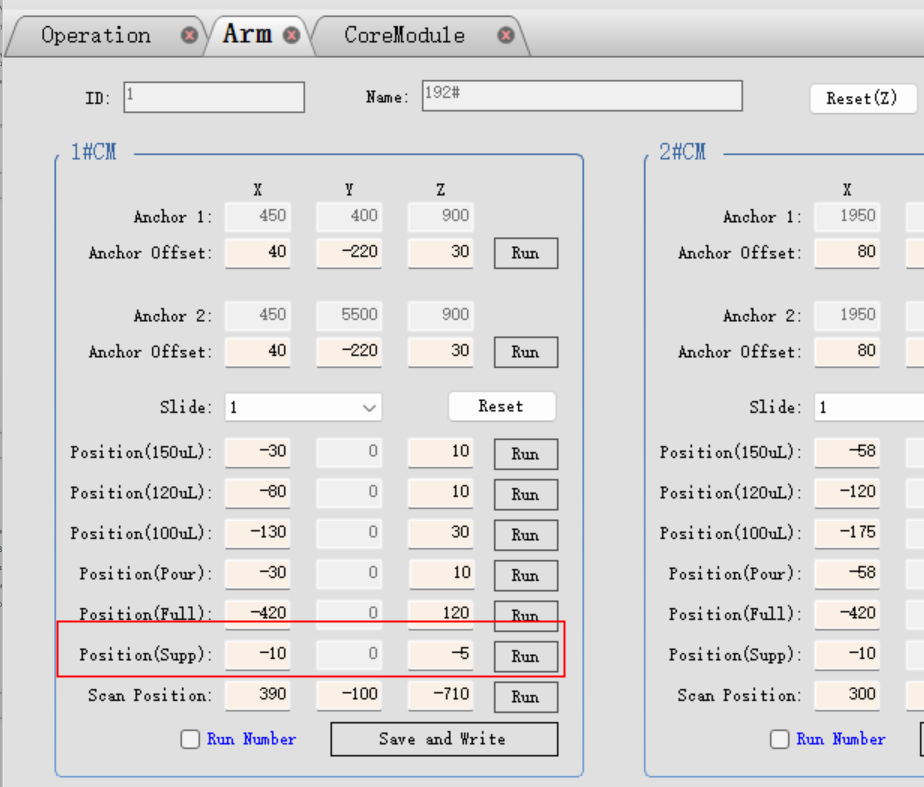 Operation Arm CoreModule
ID: 1 Name: 192# Reset(Z)
1#CM 2#CM
X Y Z X
Anchor 1: 450 400 900 Anchor 1: 1950
Anchor Offset: 40 -220 30 Run Anchor Offset: 80
Anchor 2: 450 5500 900 Anchor 2: 1950
Anchor Offset: 40 -220 30 Run Anchor Offset: 80
Slide: 1 Reset Slide: 1
Position(150uL): -30 0 10 Run Position(150uL): -58
Position(120uL): -80 0 10 Run Position(120uL): -120
Position(100uL): -130 0 30 Run Position(100uL): -175
Position(Pour): -30 0 10 Run Position(Pour): -58
Position(Full): -420 0 120 Run Position(Full): -420
Position(Supp): -10 0 -5 Run Position(Supp): -10
Scan Position: 390 -100 -710 Run Scan Position: 300
Run Number Save and Write Run Number